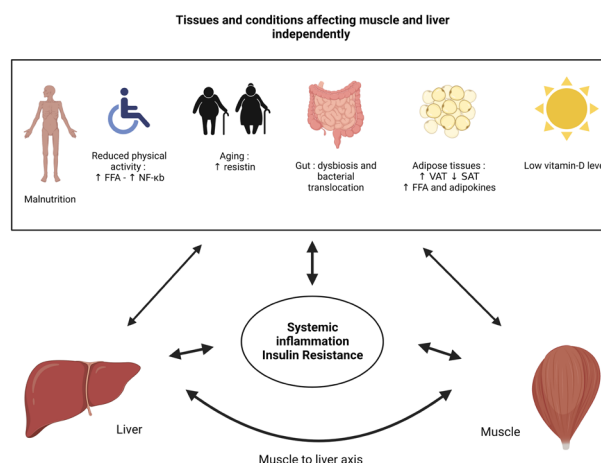 Tissues and conditions affecting muscle and liver
independently
Malnutrition
Reduced physical
activity :
↑ FFA - ↑ NF-κb
Aging :
↑ resistin
Gut : dysbiosis and
bacterial
translocation
Adipose tissues :
↑ VAT ↓ SAT
↑ FFA and adipokines
Low vitamin-D level
Systemic
inflammation
Insulin Resistance
Liver
Muscle
Muscle to liver axis